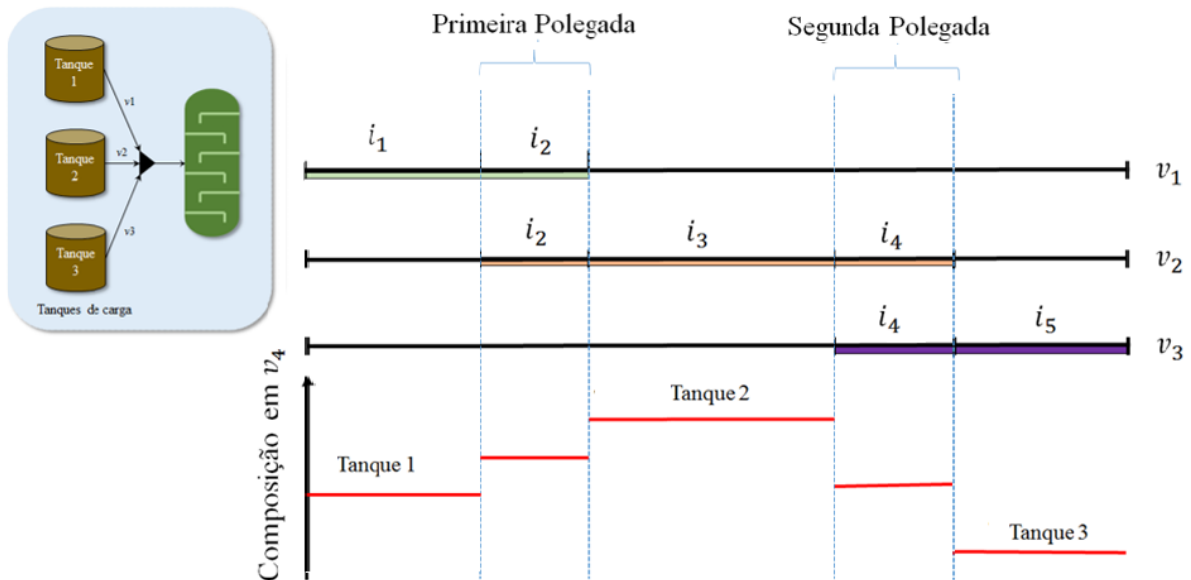 Primeira Polegada
Segunda Polegada
Tanque
1
v1
Tanque
2
v2
Tanque
3
v3
Tanques de carga
i₁
i₂
v₁
i₂
i₃
i₄
v₂
i₄
i₅
v₃
Composição em v₄
Tanque 1
Tanque 2
Tanque 3